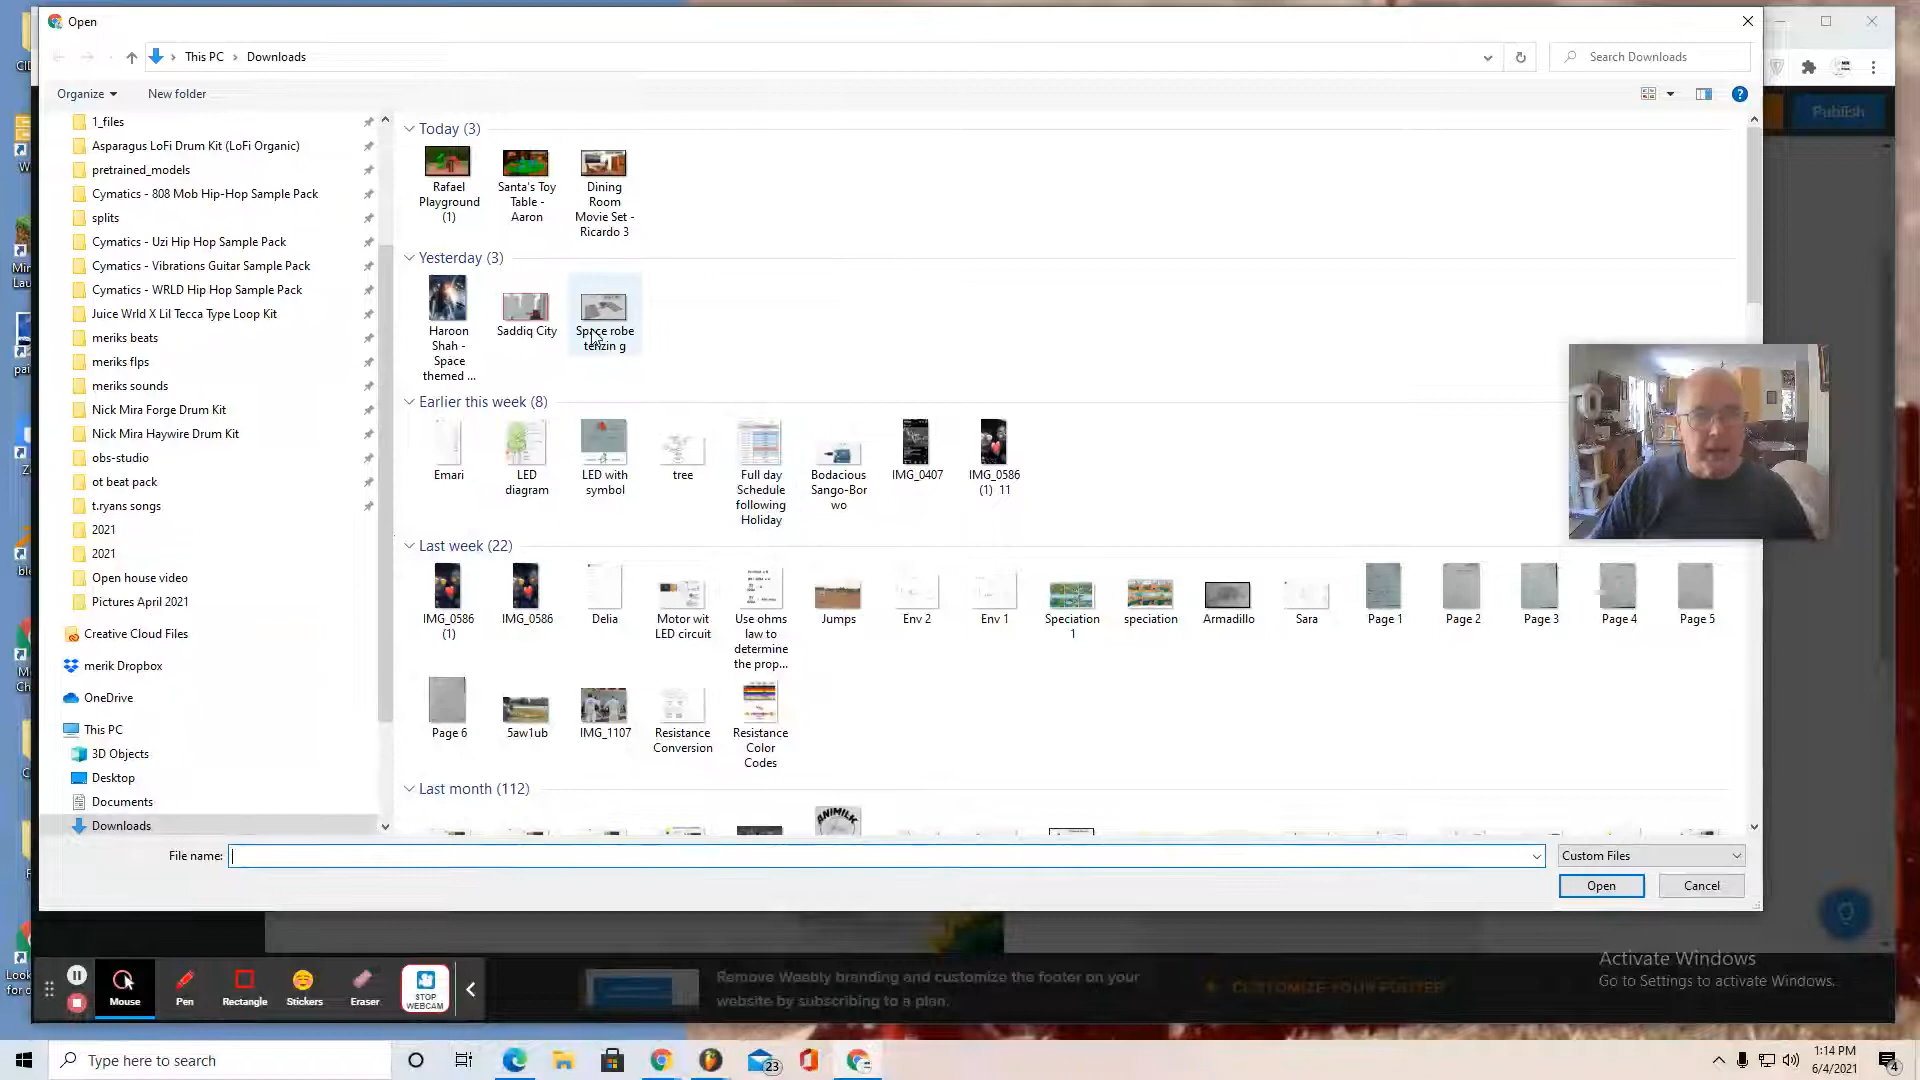 Open
This PC
Downloads
Search Downloads
Organize
New folder
Publish
1_files
Asparagus LoFi Drum Kit (LoFi Organic)
pretrained_models
Cymatics - 808 Mob Hip-Hop Sample Pack
splits
Cymatics - Uzi Hip Hop Sample Pack
Cymatics - Vibrations Guitar Sample Pack
Cymatics - WRLD Hip Hop Sample Pack
Juice Wrld X Lil Tecca Type Loop Kit
meriks beats
meriks flps
meriks sounds
Nick Mira Forge Drum Kit
Nick Mira Haywire Drum Kit
obs-studio
ot beat pack
t.ryans songs
2021
2021
Open house video
Pictures April 2021
Creative Cloud Files
merik Dropbox
OneDrive
This PC
3D Objects
Desktop
Documents
Downloads
Today (3)
Rafael
Playground
(1)
Santa's Toy
Table -
Aaron
Dining
Room
Movie Set -
Ricardo 3
Yesterday (3)
Haroon
Shah -
Space
themed ...
Saddiq City
Space robe
tenzin g
Earlier this week (8)
Emari
LED
diagram
LED with
symbol
tree
Full day
Schedule
following
Holiday
Bodacious
Sango-Bor
wo
IMG_0407
IMG_0586
(1) 11
Last week (22)
IMG_0586
(1)
IMG_0586
Delia
Motor wit
LED circuit
Use ohms
law to
determine
the prop...
Jumps
Env 2
Env 1
Speciation
1
speciation
Armadillo
Sara
Page 1
Page 2
Page 3
Page 4
Page 5
Page 6
5aw1ub
IMG_1107
Resistance
Conversion
Resistance
Color
Codes
Last month (112)
ANIMILK
File name:
Custom Files
Open
Cancel
Mouse
Pen
Rectangle
Stickers
Eraser
STOP
WEBCAM
Remove Weebly branding and customize the footer on your
website by subscribing to a plan.
CUSTOMIZE YOUR FOOTER
Activate Windows
Go to Settings to activate Windows.
Type here to search
23
1:14 PM
6/4/2021
4